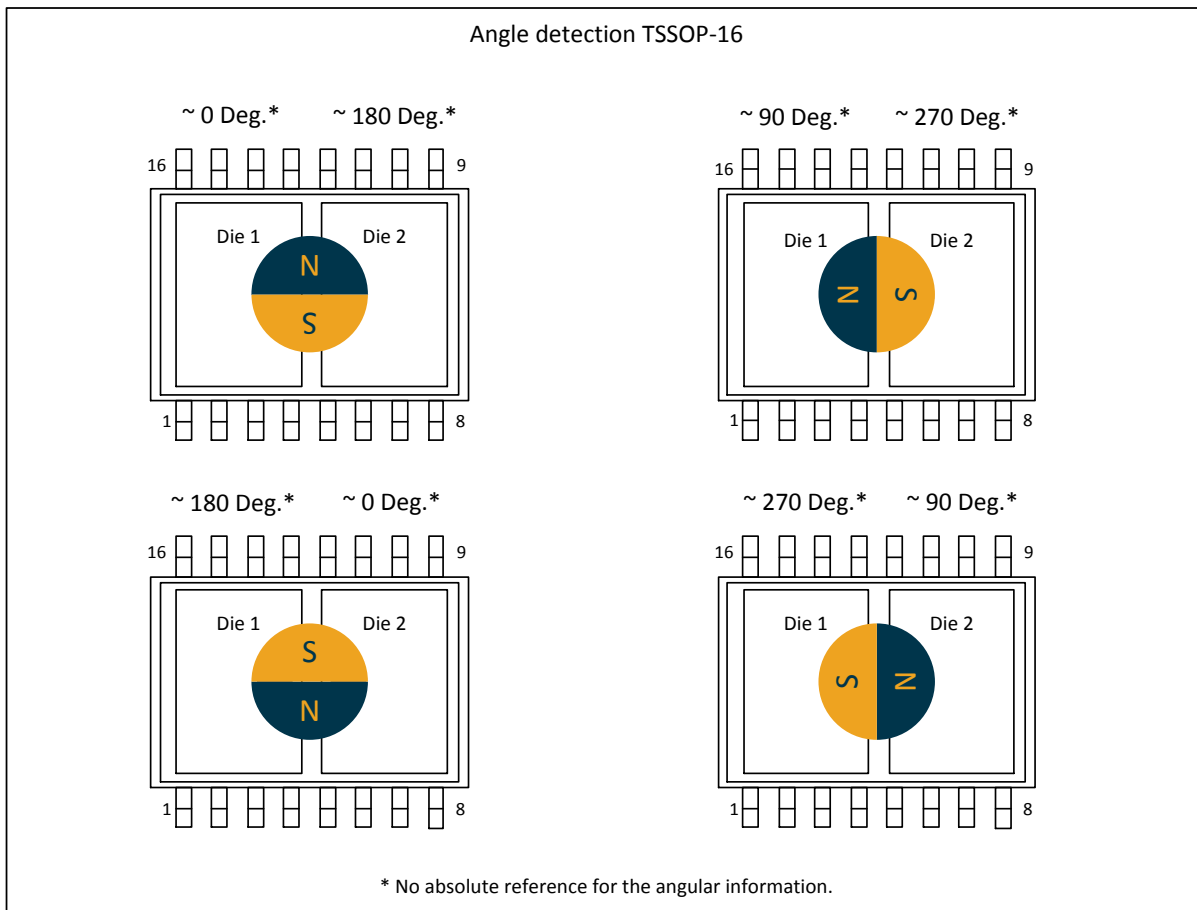 Angle detection TSSOP-16
~ 0 Deg.* ~ 180 Deg.*
16 9
Die 1 Die 2
N
S
1 8
~ 90 Deg.* ~ 270 Deg.*
16 9
Die 1 Die 2
N S
1 8
~ 180 Deg.* ~ 0 Deg.*
16 9
Die 1 Die 2
S
N
1 8
~ 270 Deg.* ~ 90 Deg.*
16 9
Die 1 Die 2
S N
1 8
* No absolute reference for the angular information.